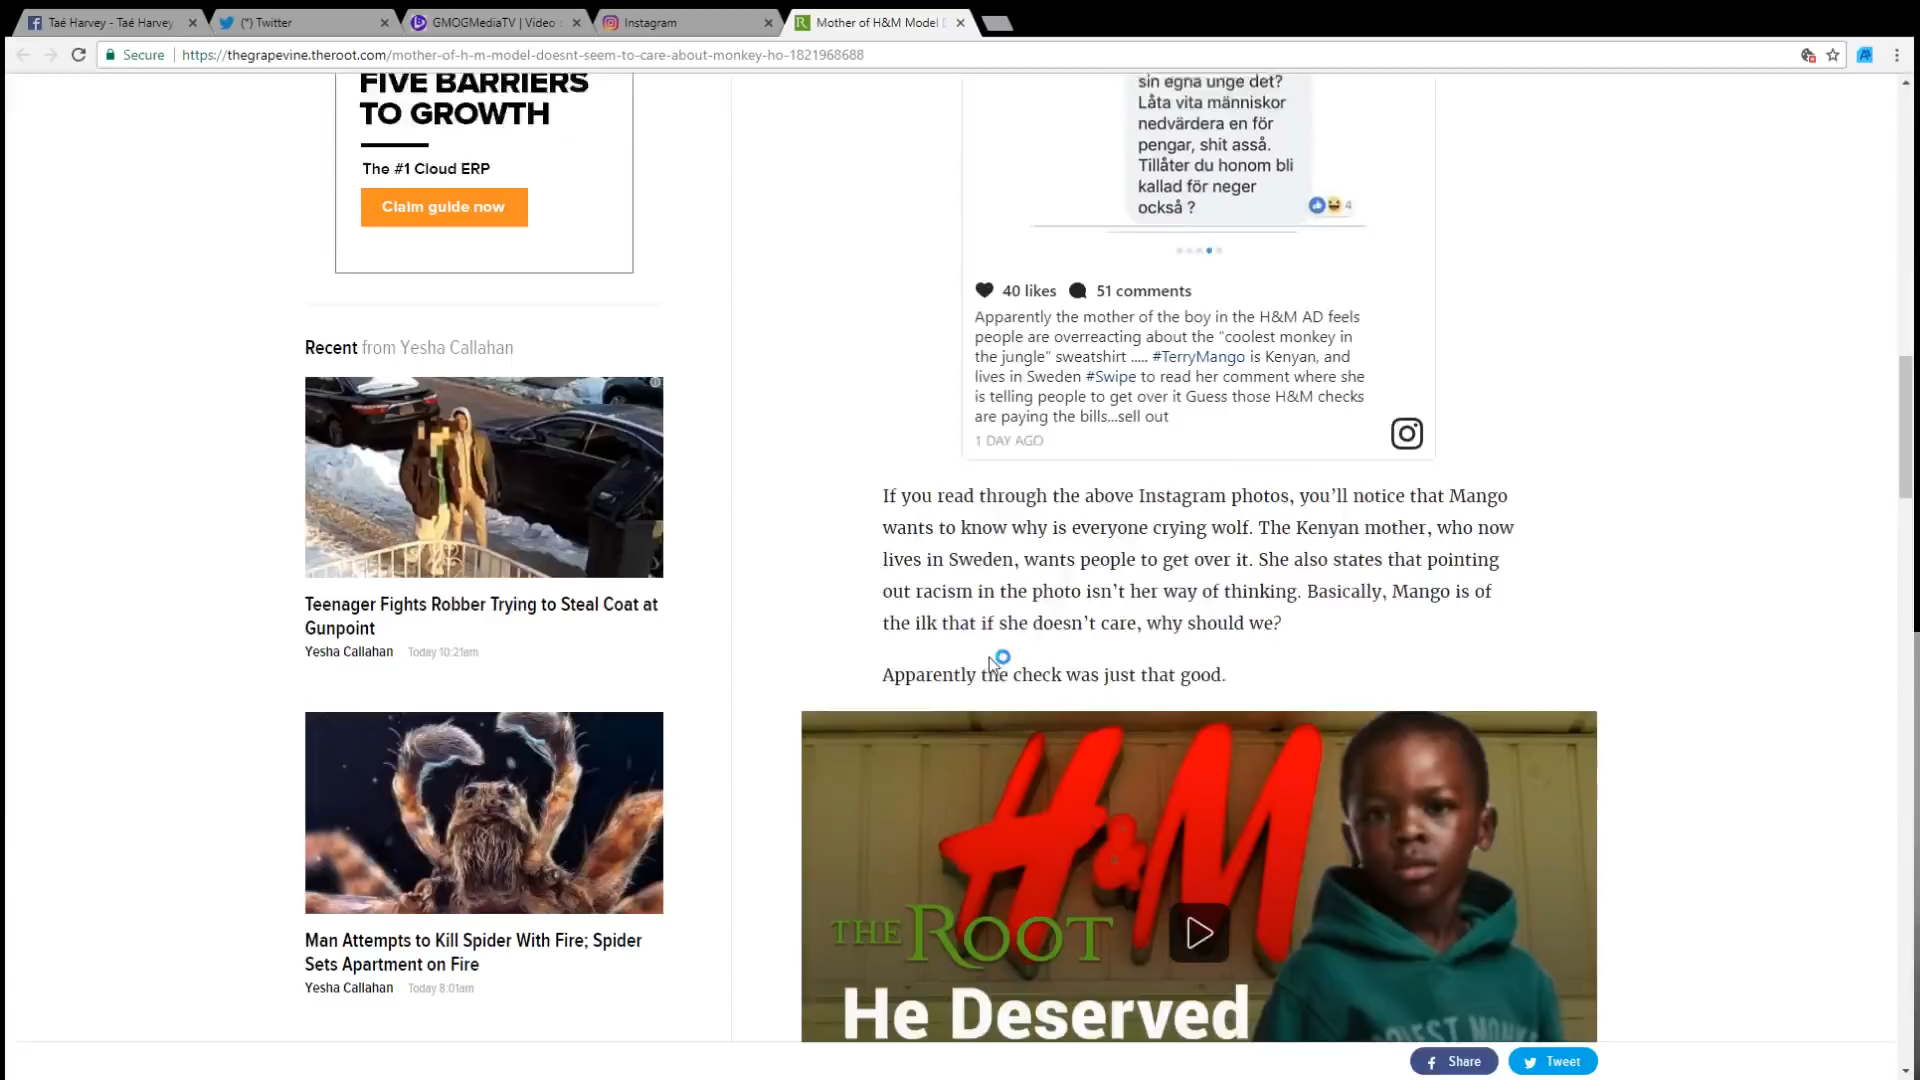 Taé Harvey - Taé Harvey
(*) Twitter
GMOGMediaTV | Video
Instagram
Mother of H&M Model
Secure
https://thegrapevine.theroot.com/mother-of-h-m-model-doesnt-seem-to-care-about-monkey-ho-1821968688
FIVE BARRIERS
TO GROWTH
The #1 Cloud ERP
Claim guide now
Recent from Yesha Callahan
Teenager Fights Robber Trying to Steal Coat at
Gunpoint
Yesha Callahan Today 10:21am
Man Attempts to Kill Spider With Fire; Spider
Sets Apartment on Fire
Yesha Callahan Today 8:01am
sin egna unge det?
Låta vita människor
nedvärdera en för
pengar, shit asså.
Tillåter du honom bli
kallad för neger
också ?
4
40 likes 51 comments
Apparently the mother of the boy in the H&M AD feels
people are overreacting about the "coolest monkey in
the jungle" sweatshirt ..... #TerryMango is Kenyan, and
lives in Sweden #Swipe to read her comment where she
is telling people to get over it Guess those H&M checks
are paying the bills...sell out
1 DAY AGO
If you read through the above Instagram photos, you'll notice that Mango
wants to know why is everyone crying wolf. The Kenyan mother, who now
lives in Sweden, wants people to get over it. She also states that pointing
out racism in the photo isn't her way of thinking. Basically, Mango is of
the ilk that if she doesn't care, why should we?
Apparently the check was just that good.
H&M
THE ROOT
He Deserved
Share
Tweet